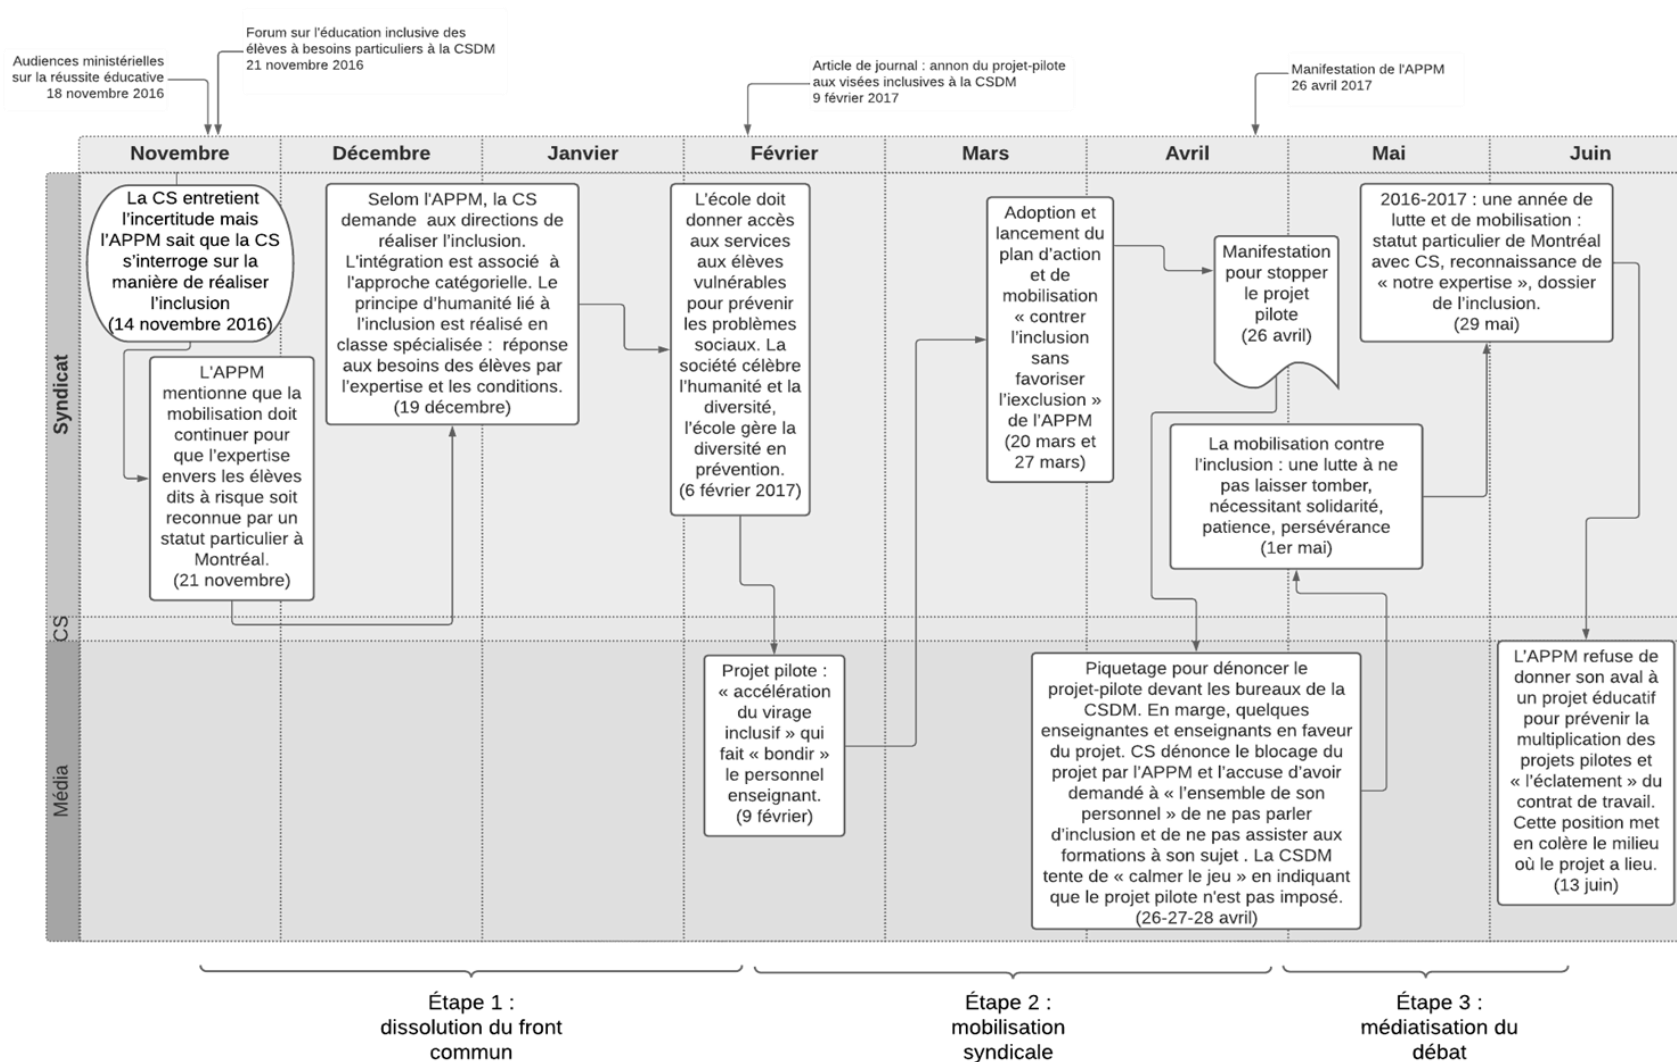 Forum sur l'éducation inclusive des
élèves à besoins particuliers à la CSDM
21 novembre 2016
Audiences ministérielles
sur la réussite éducative
18 novembre 2016
Article de journal : annon du projet-pilote
aux visées inclusives à la CSDM
9 février 2017
Manifestation de l'APPM
26 avril 2017
Novembre
Décembre
Janvier
Février
Mars
Avril
Mai
Juin
Syndicat
La CS entretient
l'incertitude mais
l'APPM sait que la CS
s'interroge sur la
manière de réaliser
l'inclusion
(14 novembre 2016)
L'APPM
mentionne que la
mobilisation doit
continuer pour
que l'expertise
envers les élèves
dits à risque soit
reconnue par un
statut particulier à
Montréal.
(21 novembre)
Selom l'APPM, la CS
demande aux directions de
réaliser l'inclusion.
L'intégration est associé à
l'approche catégorielle. Le
principe d'humanité lié à
l'inclusion est réalisé en
classe spécialisée : réponse
aux besoins des élèves par
l'expertise et les conditions.
(19 décembre)
L'école doit
donner accès
aux services
aux élèves
vulnérables
pour prévenir
les problèmes
sociaux. La
société célèbre
l'humanité et la
diversité,
l'école gère la
diversité en
prévention.
(6 février 2017)
Adoption et
lancement du
plan d'action
et de
mobilisation
« contrer
l'inclusion
sans
favoriser
l'iexclusion »
de l'APPM
(20 mars et
27 mars)
Manifestation
pour stopper
le projet
pilote
(26 avril)
La mobilisation contre
l'inclusion : une lutte à ne
pas laisser tomber,
nécessitant solidarité,
patience, persévérance
(1er mai)
2016-2017 : une année de
lutte et de mobilisation :
statut particulier de Montréal
avec CS, reconnaissance de
« notre expertise », dossier
de l'inclusion.
(29 mai)
CS
Média
Projet pilote :
« accélération
du virage
inclusif » qui
fait « bondir »
le personnel
enseignant.
(9 février)
Piquetage pour dénoncer le
projet-pilote devant les bureaux de la
CSDM. En marge, quelques
enseignantes et enseignants en faveur
du projet. CS dénonce le blocage du
projet par l'APPM et l'accuse d'avoir
demandé à « l'ensemble de son
personnel » de ne pas parler
d'inclusion et de ne pas assister aux
formations à son sujet . La CSDM
tente de « calmer le jeu » en indiquant
que le projet pilote n'est pas imposé.
(26-27-28 avril)
L'APPM refuse de
donner son aval à
un projet éducatif
pour prévenir la
multiplication des
projets pilotes et
« l'éclatement » du
contrat de travail.
Cette position met
en colère le milieu
où le projet a lieu.
(13 juin)
Étape 1 :
dissolution du front
commun
Étape 2 :
mobilisation
syndicale
Étape 3 :
médiatisation du
débat